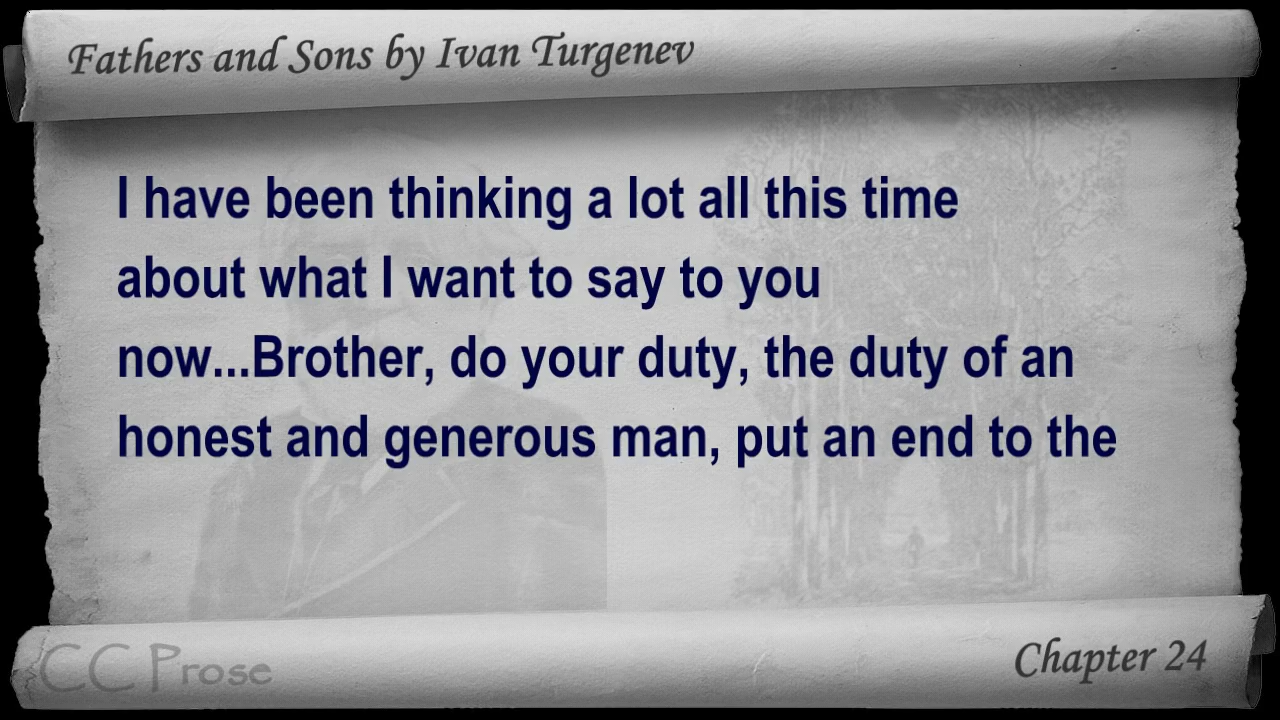 Fathers and Sons by Ivan Turgenev
I have been thinking a lot all this time
about what I want to say to you
now...Brother, do your duty, the duty of an
honest and generous man, put an end to the
CC Prose
Chapter 24